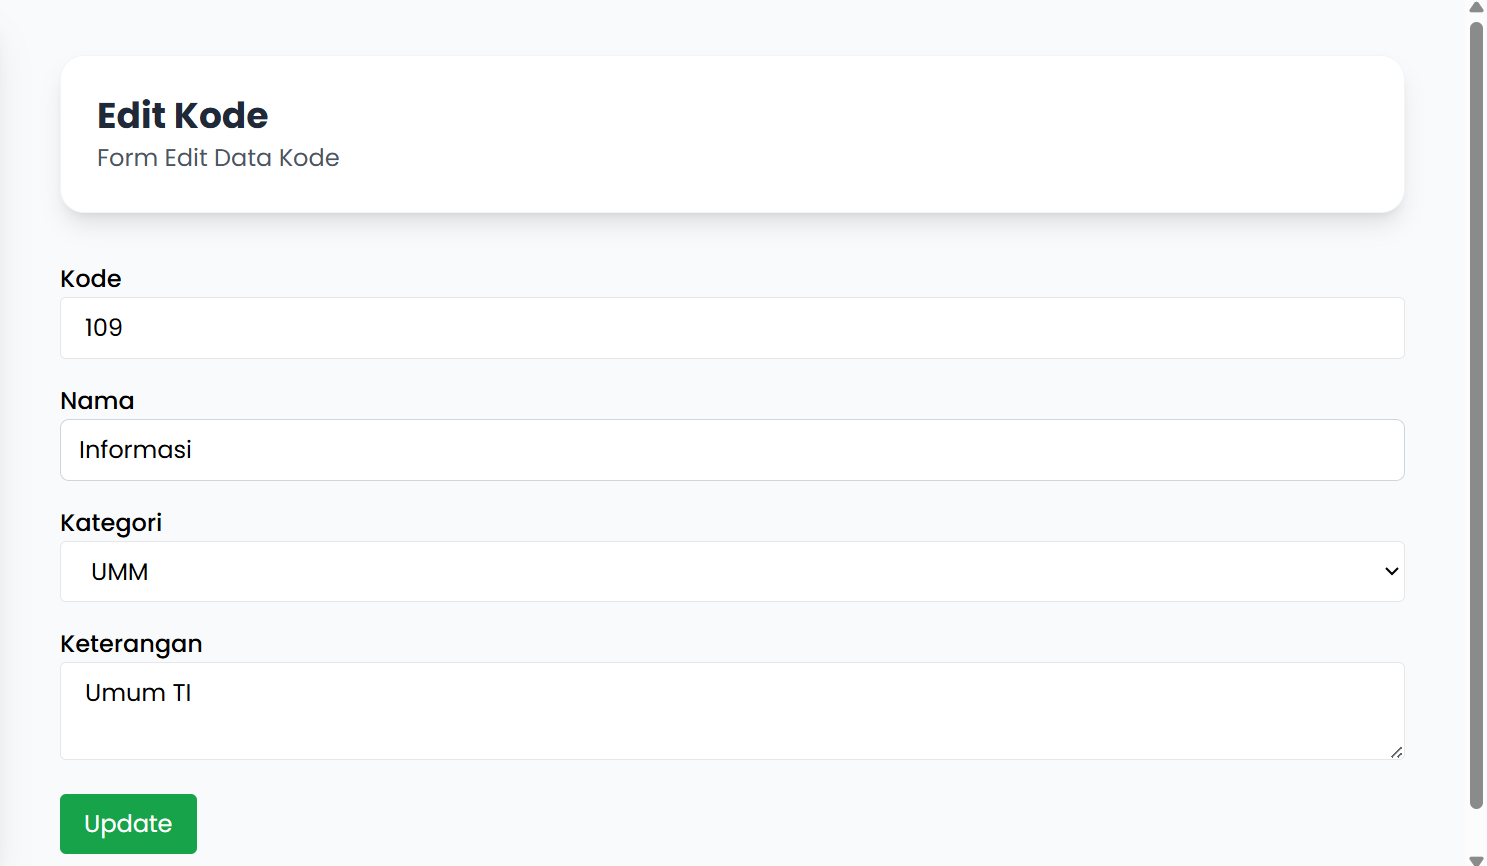 Edit Kode
Form Edit Data Kode
Kode
109
Nama
Informasi
Kategori
UMM
Keterangan
Umum TI
Update